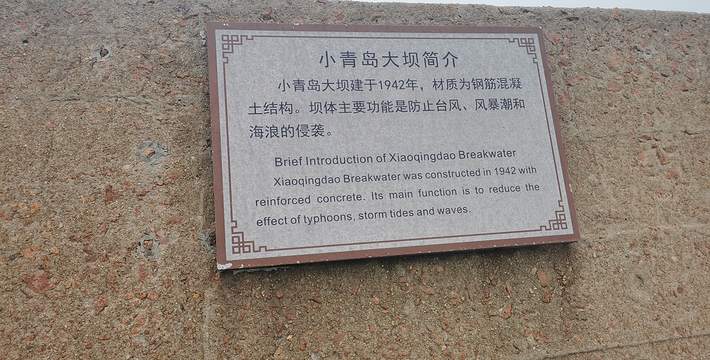 小青岛大坝简介
小青岛大坝建于1942年，材质为钢筋混凝
土结构。坝体主要功能是防止台风、风暴潮和
海浪的侵袭。
Brief Introduction of Xiaoqingdao Breakwater
Xiaoqingdao Breakwater was constructed in 1942 with
reinforced concrete. Its main function is to reduce the
effect of typhoons, storm tides and waves.